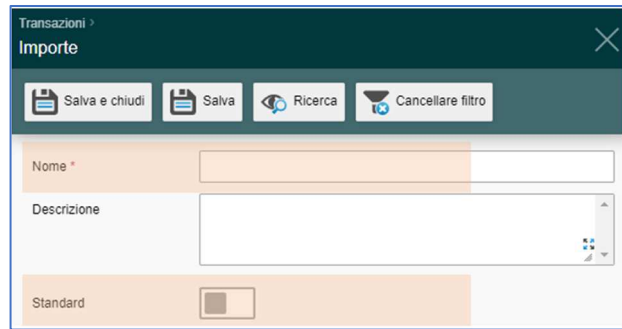 Transazioni >
Importe
Salva e chiudi Salva Ricerca Cancellare filtro
Nome *
Descrizione
Standard